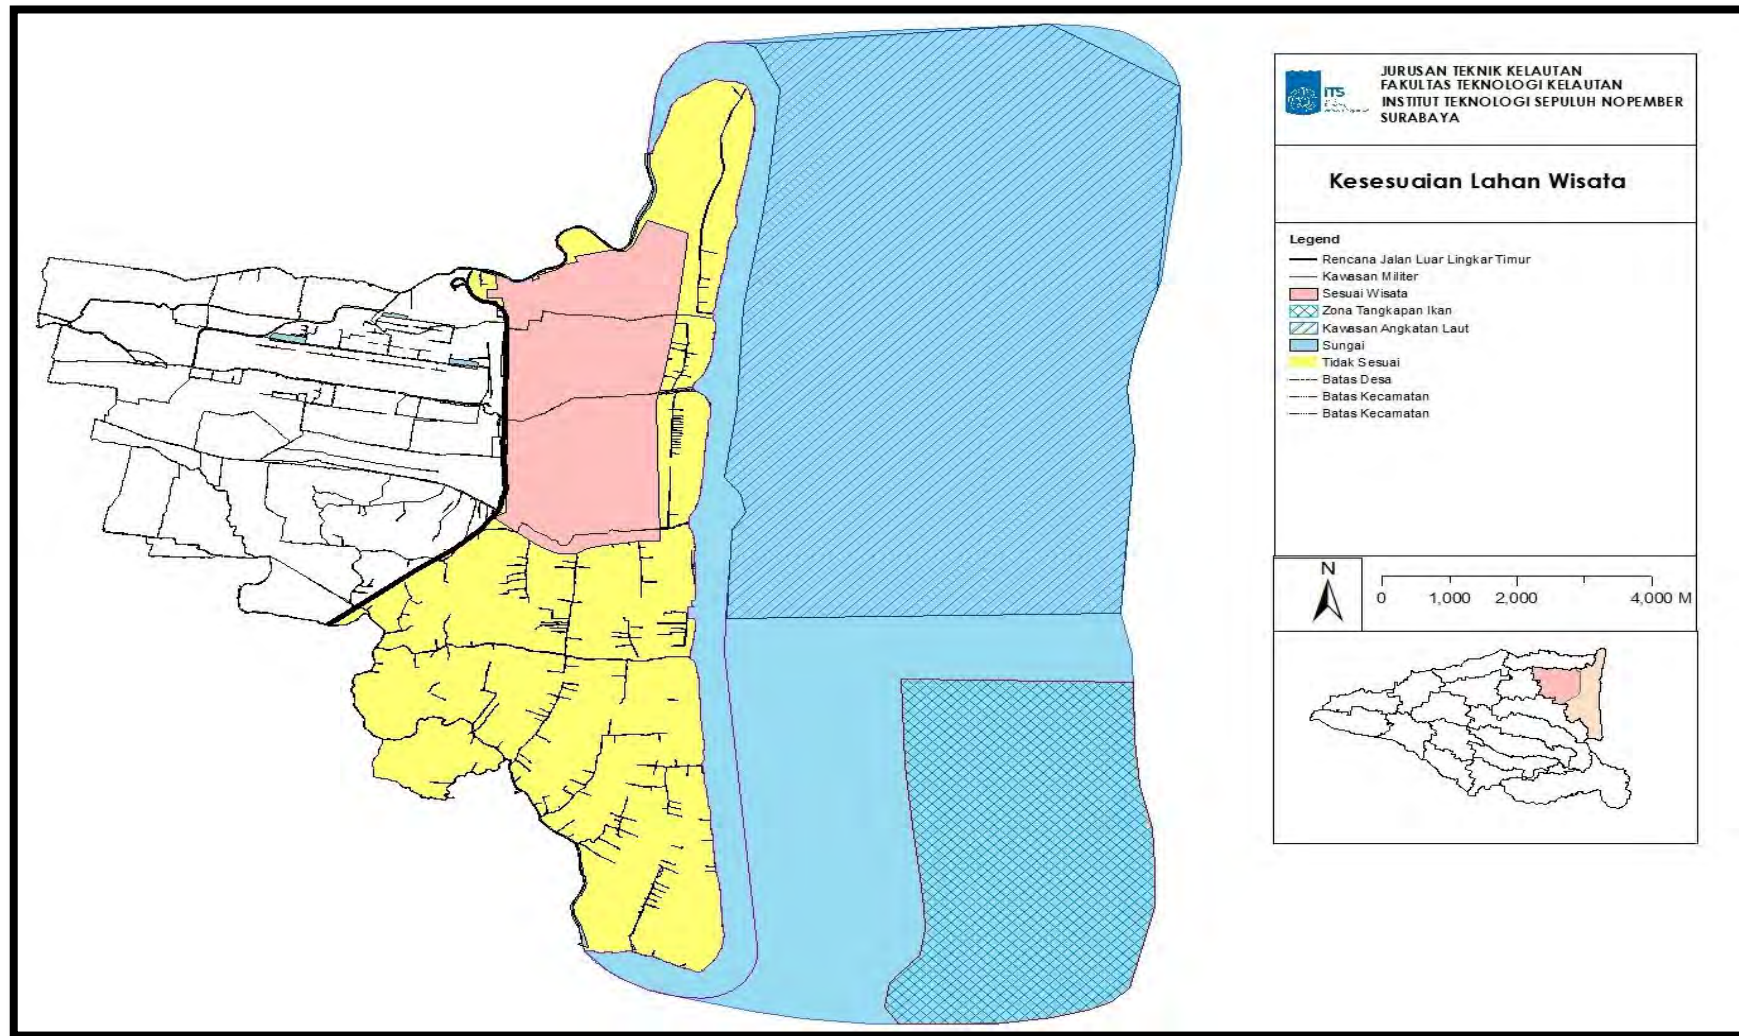 JURUSAN TEKNIK KELAUTAN
FAKULTAS TEKNOLOGI KELAUTAN
INSTITUT TEKNOLOGI SEPULUH NOPEMBER
SURABAYA
ITS
Kesesuaian Lahan Wisata
Legend
Rencana Jalan Luar Lingkar Timur
Kawasan Militer
Sesuai Wisata
Zona Tangkapan Ikan
Kawasan Angkatan Laut
Sungai
Tidak Sesuai
Batas Desa
Batas Kecamatan
Batas Kecamatan
N
0 1,000 2,000 4,000 M